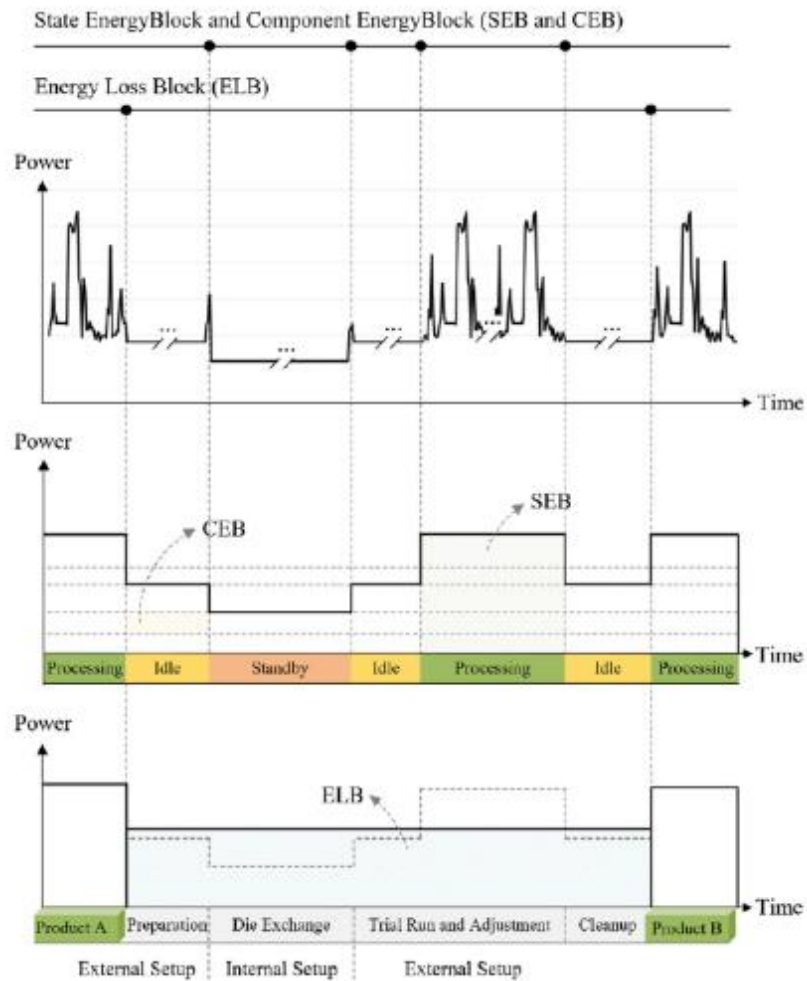 State EnergyBlock and Component EnergyBlock (SEB and CEB)
Energy Loss Block (ELB)
Power
... ... ... ... ...
Time
Power
CEB
SEB
Time
Processing Idle Standby Idle Processing Idle Processing
Power
ELB
Time
Product A Preparation Die Exchange Trial Run and Adjustment Cleanup Product B
External Setup Internal Setup External Setup